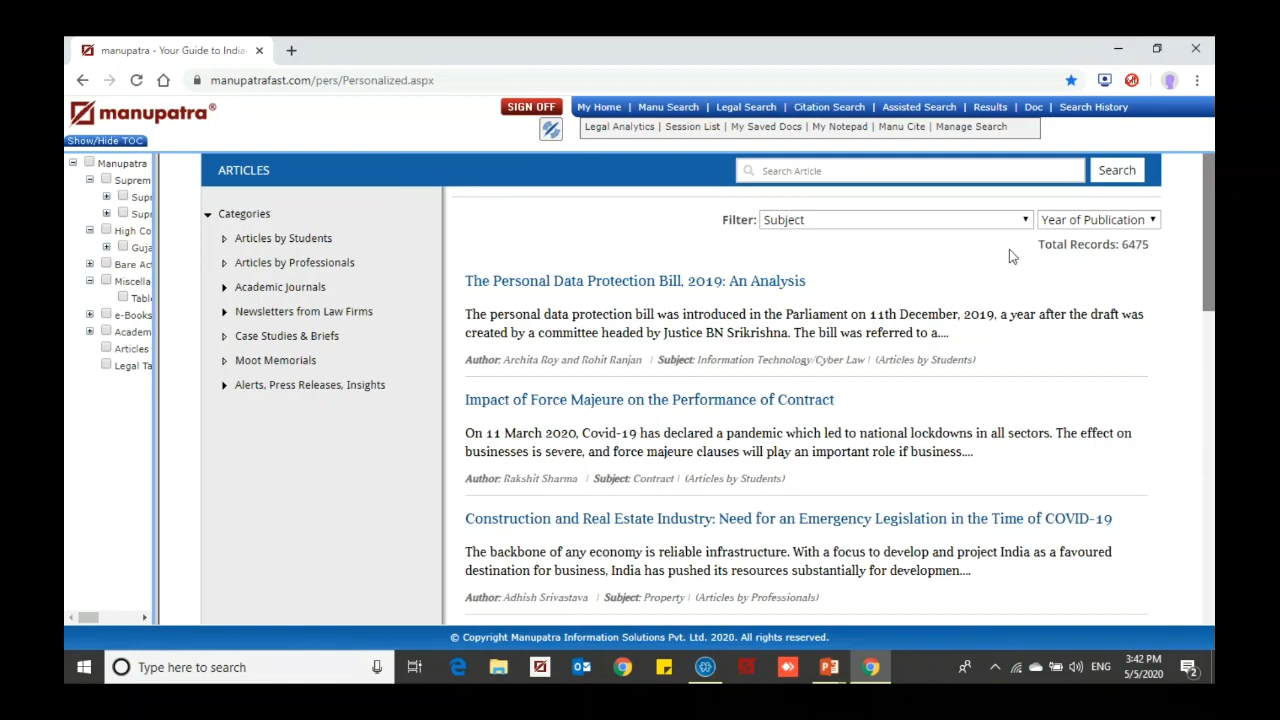 manupatra - Your Guide to India
manupatrafast.com/pers/Personalized.aspx
manupatra®
SIGN OFF
My Home | Manu Search | Legal Search | Citation Search | Assisted Search | Results | Doc | Search History
Legal Analytics | Session List | My Saved Docs | My Notepad | Manu Cite | Manage Search
Show/Hide TOC
Manupatra
Suprem
Supr
Supr
High Co
Guja
Bare Ac
Miscella
Table
e-Books
Academ
Articles
Legal Ta
ARTICLES
Search Article
Search
Categories
Articles by Students
Articles by Professionals
Academic Journals
Newsletters from Law Firms
Case Studies & Briefs
Moot Memorials
Alerts, Press Releases, Insights
Filter: Subject
Year of Publication
Total Records: 6475
The Personal Data Protection Bill, 2019: An Analysis
The personal data protection bill was introduced in the Parliament on 11th December, 2019, a year after the draft was
created by a committee headed by Justice BN Srikrishna. The bill was referred to a....
Author: Archita Roy and Rohit Ranjan | Subject: Information Technology/Cyber Law | (Articles by Students)
Impact of Force Majeure on the Performance of Contract
On 11 March 2020, Covid-19 has declared a pandemic which led to national lockdowns in all sectors. The effect on
businesses is severe, and force majeure clauses will play an important role if business....
Author: Rakshit Sharma | Subject: Contract | (Articles by Students)
Construction and Real Estate Industry: Need for an Emergency Legislation in the Time of COVID-19
The backbone of any economy is reliable infrastructure. With a focus to develop and project India as a favoured
destination for business, India has pushed its resources substantially for developmen....
Author: Adhish Srivastava | Subject: Property | (Articles by Professionals)
© Copyright Manupatra Information Solutions Pvt. Ltd. 2020. All rights reserved.
Type here to search
ENG
3:42 PM
5/5/2020
2